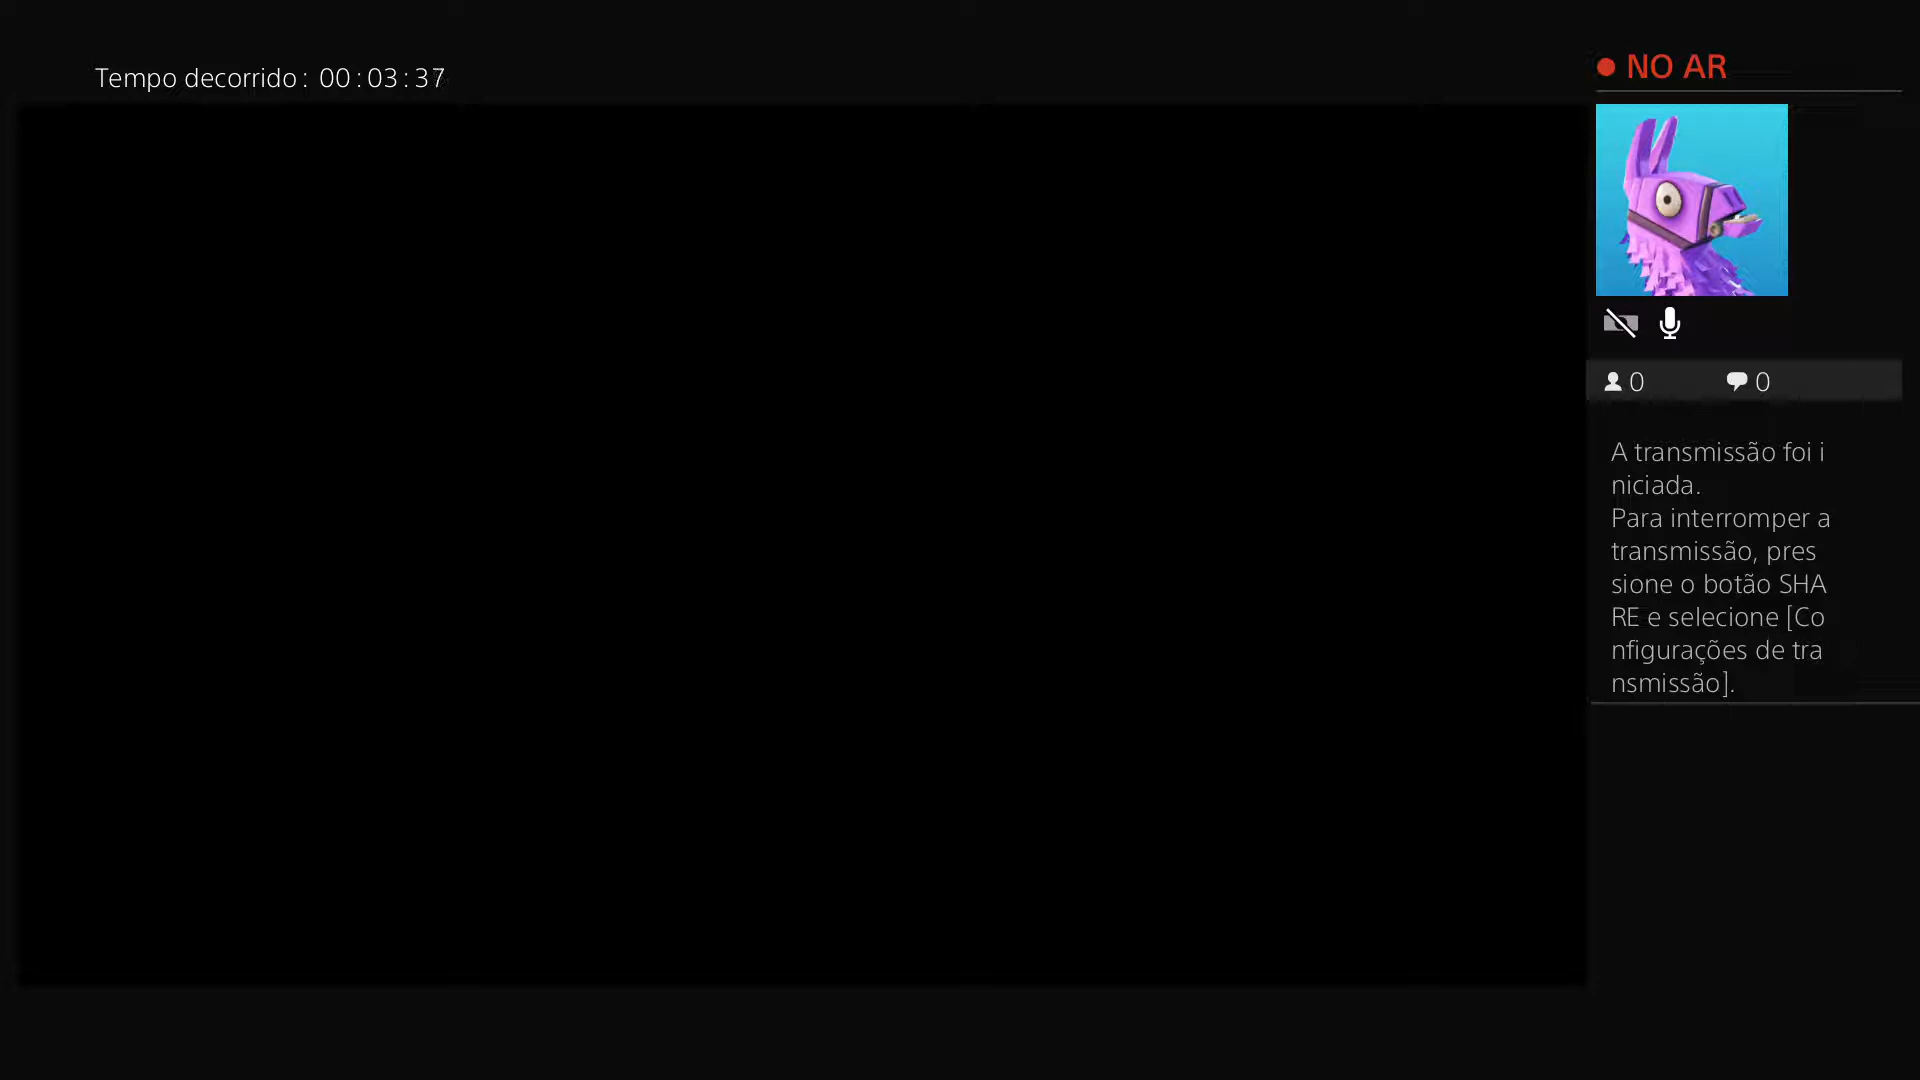 Tempo decorrido: 00:03:37
NO AR
0 0
A transmissão foi i
niciada.
Para interromper a
transmissão, pres
sione o botão SHA
RE e selecione [Co
nfigurações de tra
nsmissão].